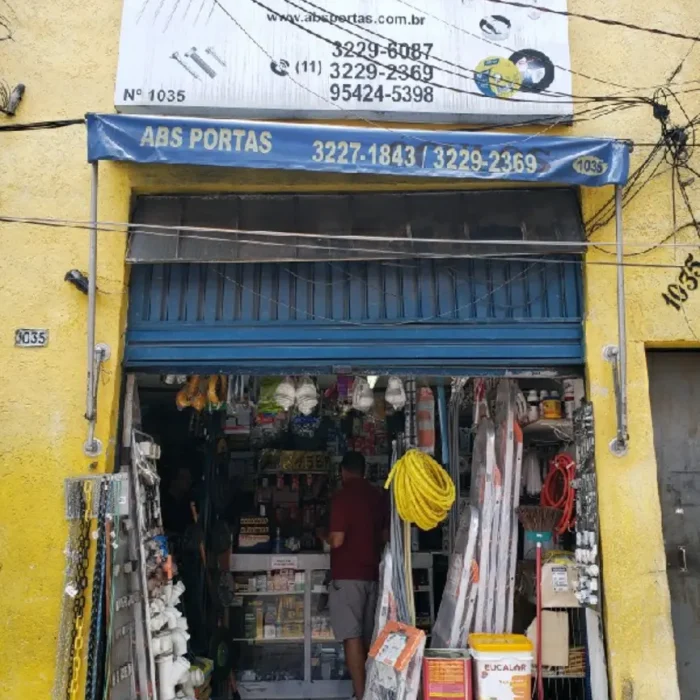 www.absportas.com.br
(11) 3229-6087
3229-2369
95424-5398
Nº 1035
ABS PORTAS 3227-1843 / 3229-2369 1035
1035
1035
EUCALAR